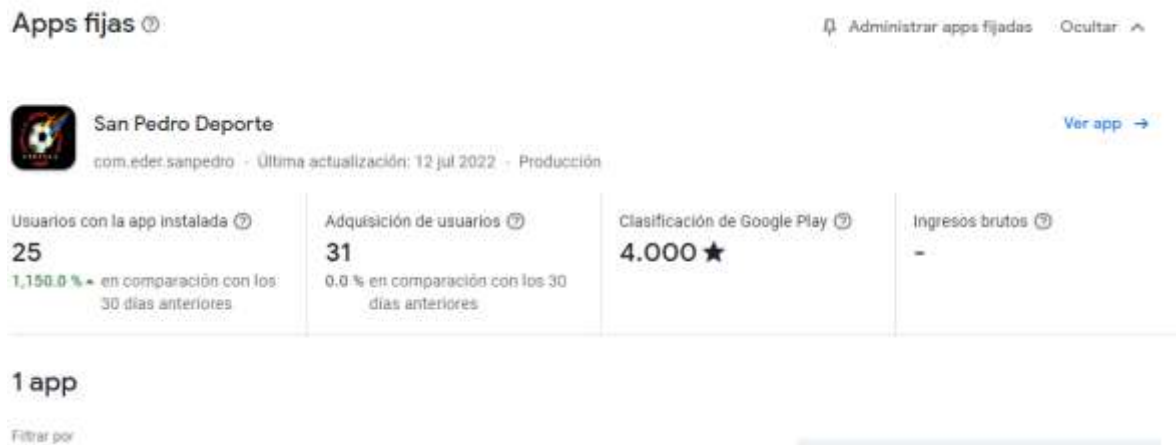 Apps fijas
Administrar apps fijadas Ocultar
San Pedro Deporte
Ver app →
com.eder.sanpedro · Última actualización: 12 jul 2022 · Producción
Usuarios con la app instalada
25
1,150.0 % en comparación con los
30 días anteriores
Adquisición de usuarios
31
0.0 % en comparación con los 30
días anteriores
Clasificación de Google Play
4.000 ★
Ingresos brutos
-
1 app
Filtrar por